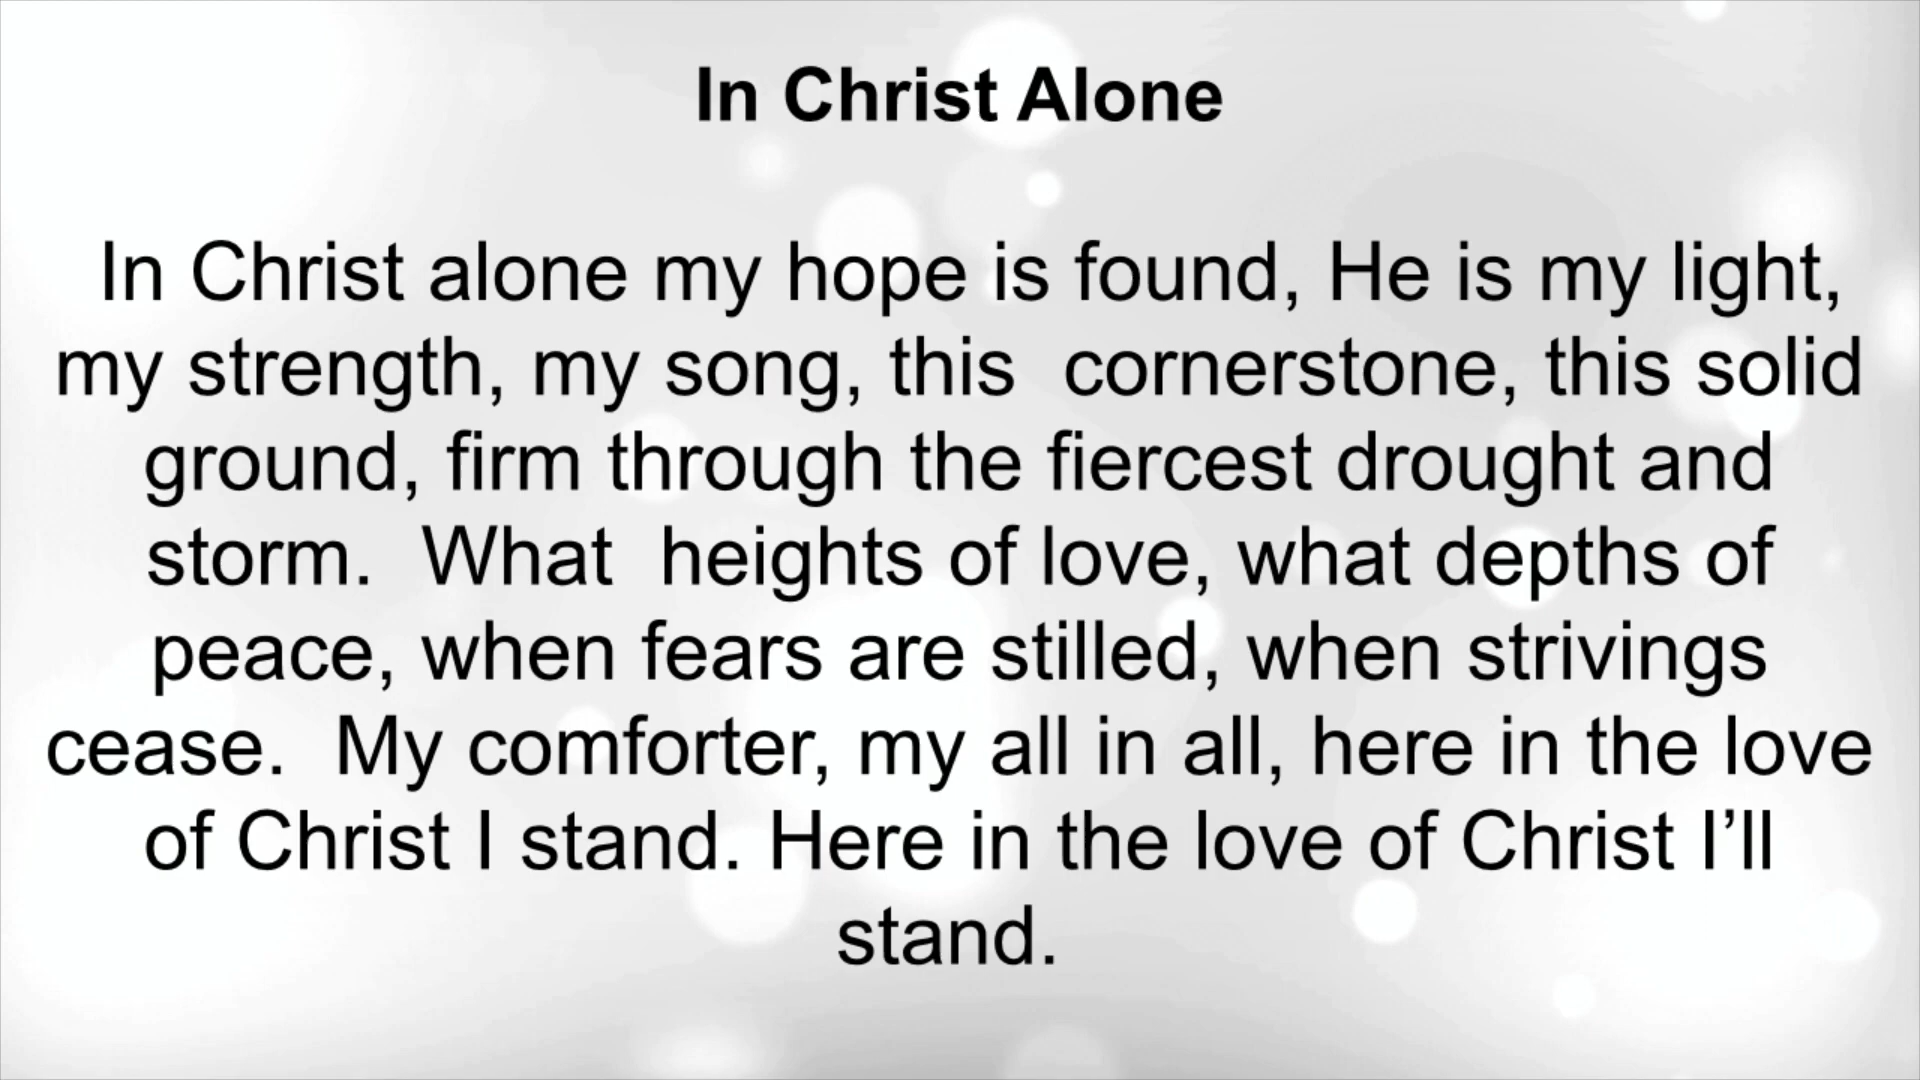 In Christ Alone
In Christ alone my hope is found, He is my light,
my strength, my song, this  cornerstone, this solid
ground, firm through the fiercest drought and
storm.  What  heights of love, what depths of
peace, when fears are stilled, when strivings
cease.  My comforter, my all in all, here in the love
of Christ I stand. Here in the love of Christ I’ll
stand.